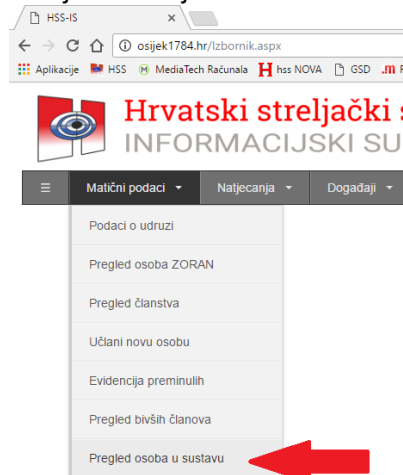 HSS-IS
osijek1784.hr/Izbornik.aspx
Aplikacije HSS MediaTech Računala hss NOVA GSD
Hrvatski streljački
INFORMACIJSKI SU
Matični podaci Natjecanja Događaji
Podaci o udruzi
Pregled osoba ZORAN
Pregled članstva
Učlani novu osobu
Evidencija preminulih
Pregled bivših članova
Pregled osoba u sustavu